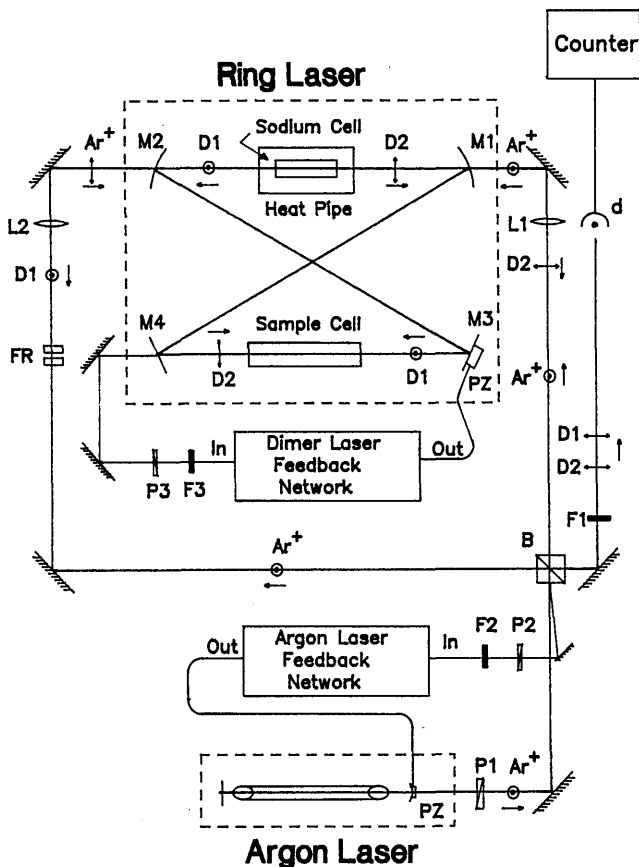 Counter
Ring Laser
Ar+
M2
D1
Sodium Cell
D2
M1
Ar+
Heat Pipe
L2
L1
d
D1
D2
M4
Sample Cell
M3
FR
D2
D1
PZ
Ar+
D1
D2
In
Dimer Laser
Feedback
Network
Out
P3
F3
F1
Ar+
B
Out
Argon Laser
Feedback
Network
In
F2
P2
PZ
P1
Ar+
Argon Laser